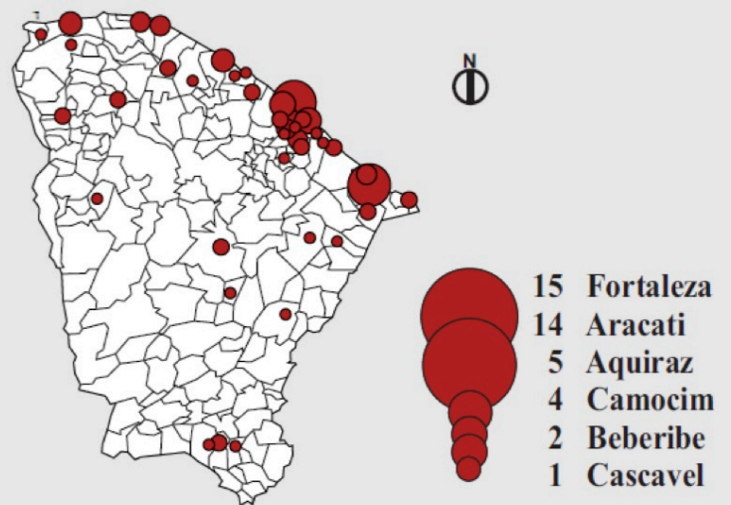 N
15 Fortaleza
14 Aracati
5 Aquiraz
4 Camocim
2 Beberibe
1 Cascavel